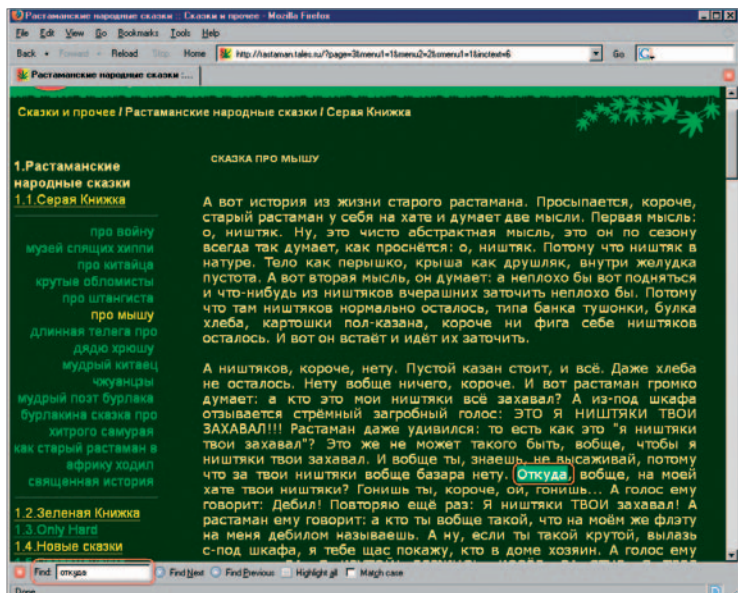 Растаманские народные сказки :: Сказки и прочее - Mozilla Firefox
File Edit View Go Bookmarks Tools Help
Back Forward Reload Stop Home http://rastaman.tales.ru/?page=3&menu1=1&menu2=2&omenu1=1&inctext=6 Go
Растаманские народные сказки :...
Сказки и прочее / Растаманские народные сказки / Серая Книжка
СКАЗКА ПРО МЫШУ
1.Растаманские
народные сказки
1.1.Серая Книжка
про войну
музей спящих хиппи
про китайца
крутые обломисты
про штангиста
про мышу
длинная телега про
дядю хрюшу
мудрый китаец
чжуанцзы
мудрый поэт бурлака
бурлакина сказка про
хитрого самурая
как старый растаман в
африку ходил
священная история
1.2.Зеленая Книжка
1.3.Only Hard
1.4.Новые сказки
А вот история из жизни старого растамана. Просыпается, короче,
старый растаман у себя на хате и думает две мысли. Первая мысль:
о, ништяк. Ну, это чисто абстрактная мысль, это он по сезону
всегда так думает, как проснётся: о, ништяк. Потому что ништяк в
натуре. Тело как перышко, крыша как друшляк, внутри желудка
пустота. А вот вторая мысль, он думает: а неплохо бы вот подняться
и что-нибудь из ништяков вчерашних заточить неплохо бы. Потому
что там ништяков нормально осталось, типа банка тушонки, булка
хлеба, картошки пол-казана, короче ни фига себе ништяков
осталось. И вот он встаёт и идёт их заточить.
А ништяков, короче, нету. Пустой казан стоит, и всё. Даже хлеба
не осталось. Нету вобще ничего, короче. И вот растаман громко
думает: а кто это мои ништяки всё захавал? А из-под шкафа
отзывается стрёмный загробный голос: ЭТО Я НИШТЯКИ ТВОИ
ЗАХАВАЛ!!! Растаман даже удивился: то есть как это "я ништяки
твои захавал"? Это же не может такого быть, вобще, чтобы я
ништяки твои захавал. И вобще ты, знаешь, не высаживай, потому
что за твои ништяки вобще базара нету. Откуда, вобще, на моей
хате твои ништяки? Гонишь ты, короче, ой, гонишь... А голос ему
говорит: Дебил! Повторяю ещё раз: Я ништяки ТВОИ захавал! А
растаман ему говорит: а кто ты вобще такой, что на моём же флэту
на меня дебилом называешь. А ну, если ты такой крутой, вылазь
с-под шкафа, я тебе щас покажу, кто в доме хозяин. А голос ему
Find: откуда Find Next Find Previous Highlight all Match case
Done